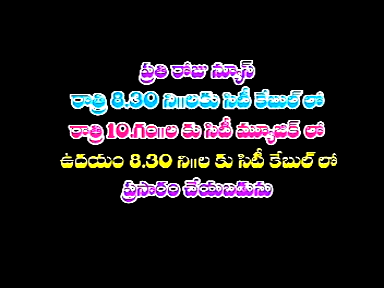 ప్రతి రోజు న్యూస్
రాత్రి 8.30 ని॥లకు సిటీ కేబుల్ లో
రాత్రి 10.గం॥ల కు సిటీ మ్యూజిక్ లో
ఉదయం 8.30 ని॥ల కు సిటీ కేబుల్ లో
ప్రసారం చేయబడును